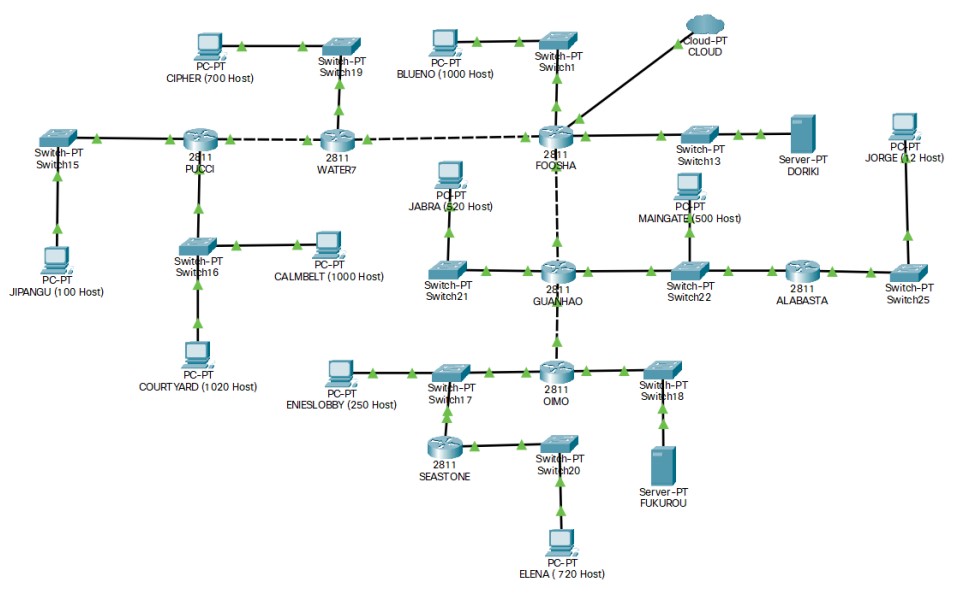 Cloud-PT
CLOUD
PC-PT
CIPHER (700 Host)
Switch-PT
Switch19
PC-PT
BLUENO (1000 Host)
Switch-PT
Switch1
Switch-PT
Switch15
2811
PUCCI
2811
WATER7
2811
FOOSHA
Switch-PT
Switch13
Server-PT
DORIKI
PC-PT
JORGE (12 Host)
PC-PT
JABRA (520 Host)
PC-PT
MAINGATE (500 Host)
PC-PT
JIPANGU (100 Host)
Switch-PT
Switch16
PC-PT
CALMBELT (1000 Host)
Switch-PT
Switch21
2811
GUANHAO
Switch-PT
Switch22
2811
ALABASTA
Switch-PT
Switch25
PC-PT
COURTYARD (1020 Host)
PC-PT
ENIESLOBBY (250 Host)
Switch-PT
Switch17
2811
OIMO
Switch-PT
Switch18
2811
SEASTONE
Switch-PT
Switch20
Server-PT
FUKUROU
PC-PT
ELENA ( 720 Host)